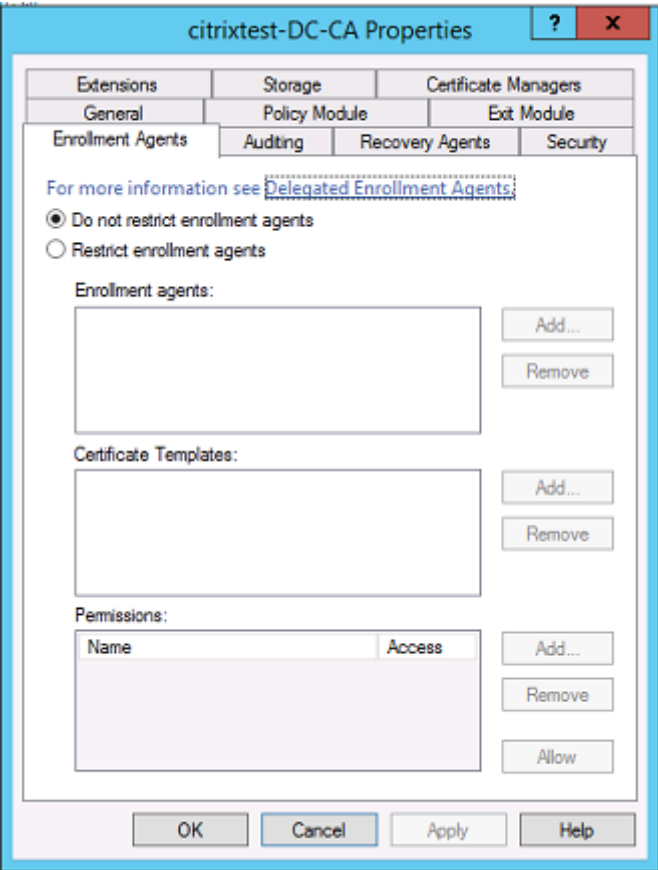 citrixtest-DC-CA Properties
? x
Extensions Storage Certificate Managers
General Policy Module Exit Module
Enrollment Agents Auditing Recovery Agents Security
For more information see Delegated Enrollment Agents.
Do not restrict enrollment agents
Restrict enrollment agents
Enrollment agents:
Add...
Remove
Certificate Templates:
Add...
Remove
Permissions:
Name Access
Add...
Remove
Allow
OK Cancel Apply Help